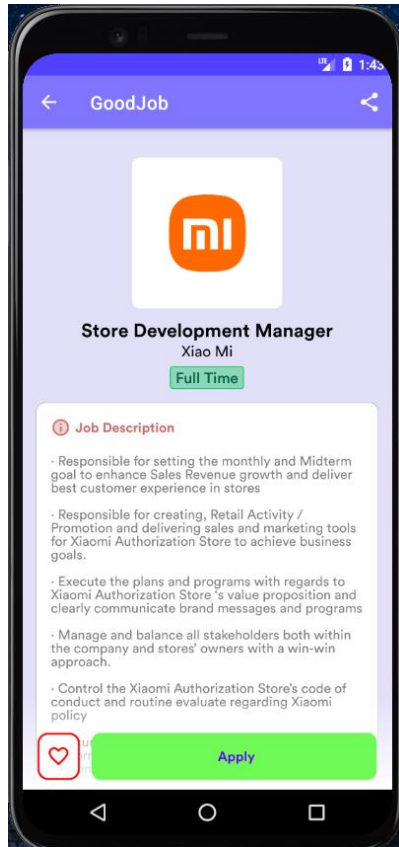 LTE 1:43
GoodJob
mi
Store Development Manager
Xiao Mi
Full Time
Job Description
· Responsible for setting the monthly and Midterm
goal to enhance Sales Revenue growth and deliver
best customer experience in stores
· Responsible for creating, Retail Activity /
Promotion and delivering sales and marketing tools
for Xiaomi Authorization Store to achieve business
goals.
· Execute the plans and programs with regards to
Xiaomi Authorization Store 's value proposition and
clearly communicate brand messages and programs
· Manage and balance all stakeholders both within
the company and stores' owners with a win-win
approach.
· Control the Xiaomi Authorization Store's code of
conduct and routine evaluate regarding Xiaomi
policy
Apply